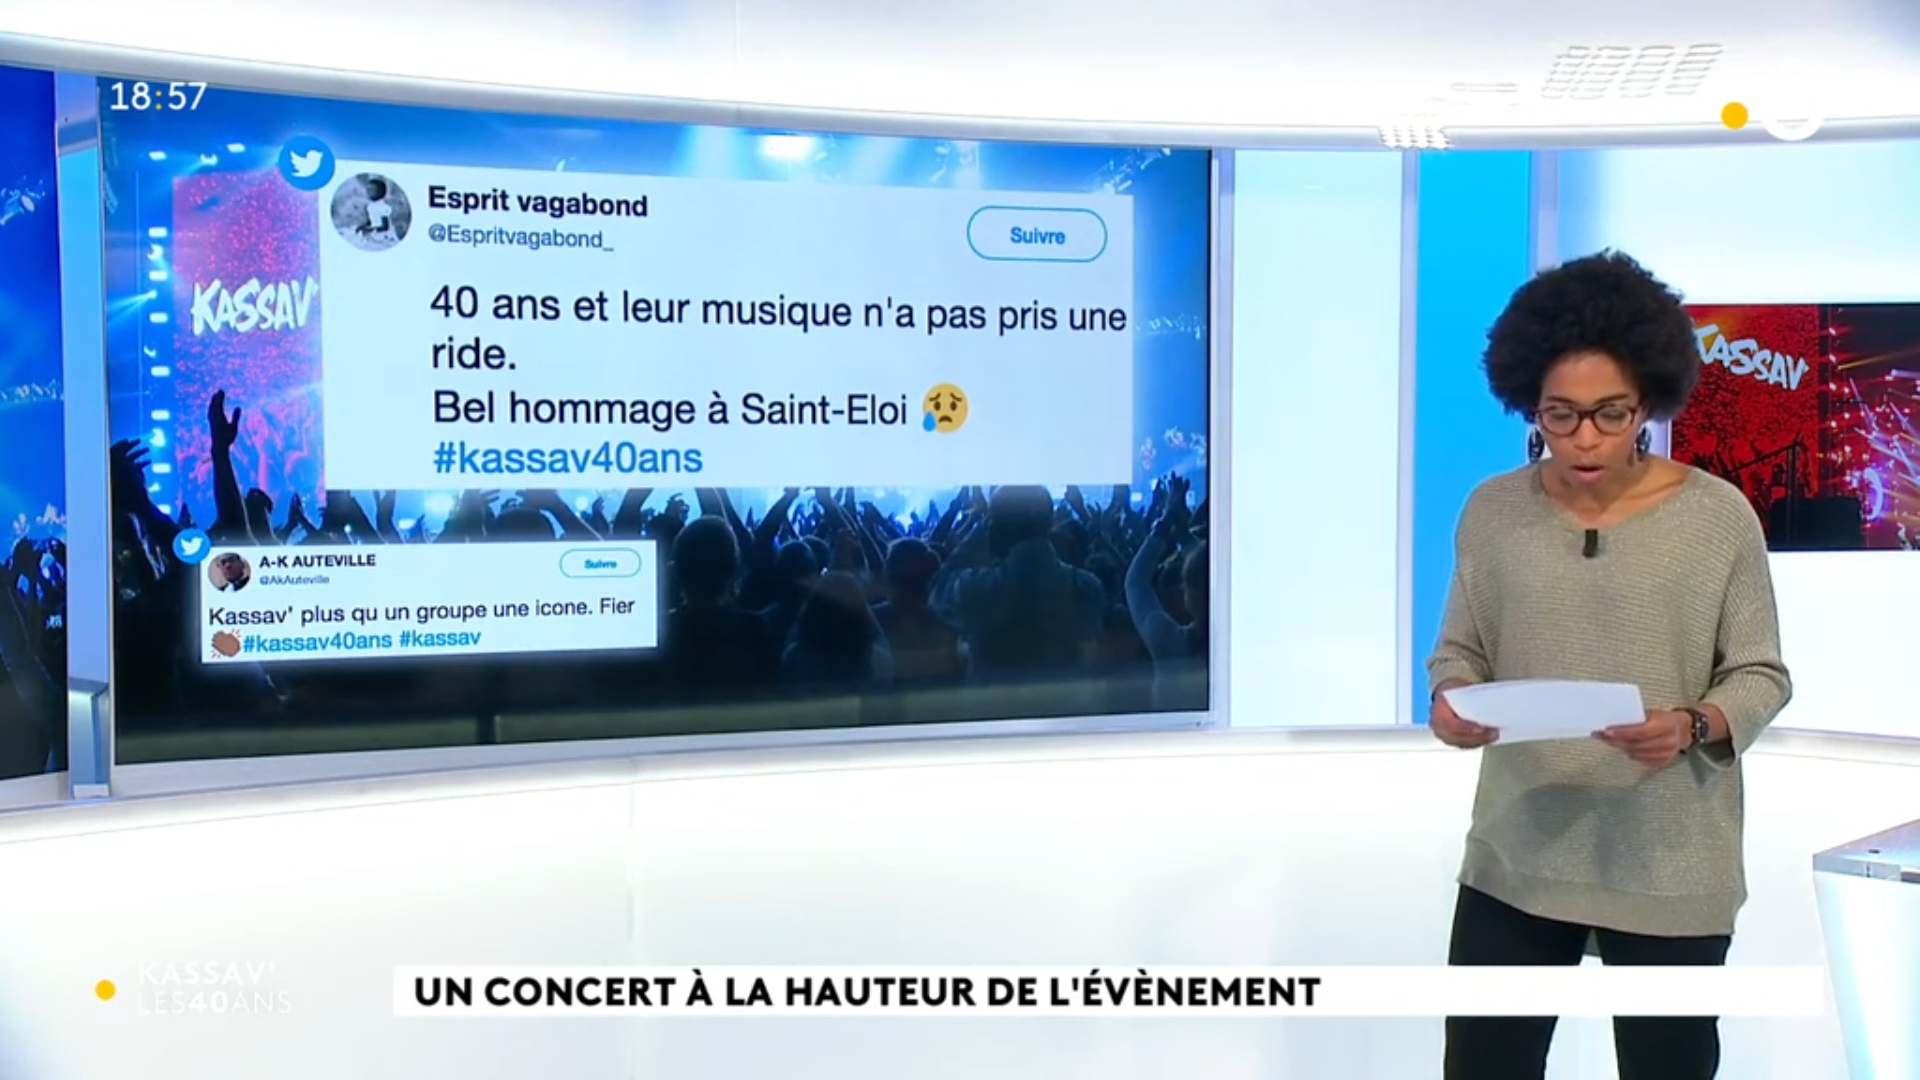 18:57
KASSAV'
Esprit vagabond
@Espritvagabond_
Suivre
40 ans et leur musique n'a pas pris une
ride.
Bel hommage à Saint-Eloi 😢
#kassav40ans
KASSAV'
A-K AUTEVILLE
@AkAuteville
Suivre
Kassav' plus qu un groupe une icone. Fier
👏🏾#kassav40ans #kassav
KASSAV'
LES40ANS
UN CONCERT À LA HAUTEUR DE L'ÉVÈNEMENT